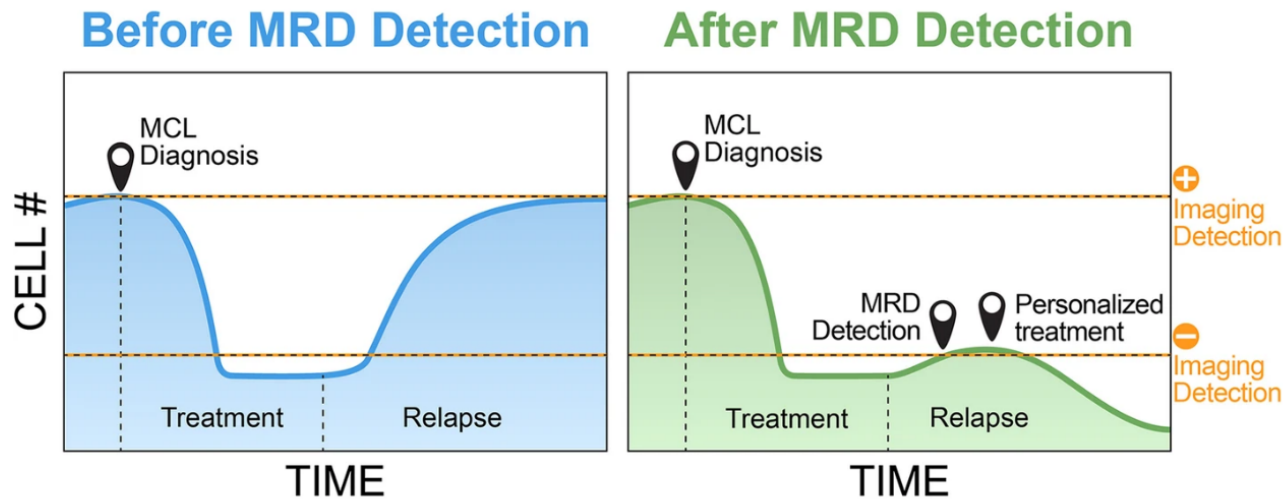 Before MRD Detection
After MRD Detection
CELL #
MCL
Diagnosis
Treatment
Relapse
TIME
MCL
Diagnosis
MRD
Detection
Personalized
treatment
Treatment
Relapse
TIME
+
Imaging
Detection
−
Imaging
Detection